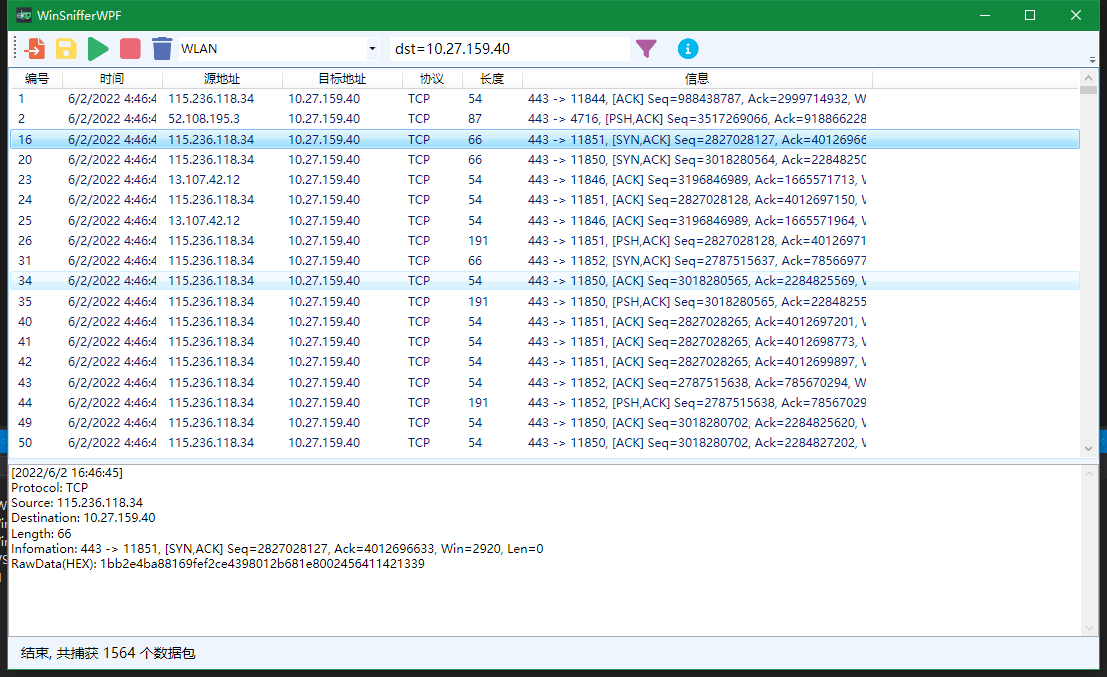 WinSnifferWPF
WLAN dst=10.27.159.40
编号 时间 源地址 目标地址 协议 长度 信息
1 6/2/2022 4:46:4 115.236.118.34 10.27.159.40 TCP 54 443 -> 11844, [ACK] Seq=988438787, Ack=2999714932, W
2 6/2/2022 4:46:4 52.108.195.3 10.27.159.40 TCP 87 443 -> 4716, [PSH,ACK] Seq=3517269066, Ack=918866228
16 6/2/2022 4:46:4 115.236.118.34 10.27.159.40 TCP 66 443 -> 11851, [SYN,ACK] Seq=2827028127, Ack=40126966
20 6/2/2022 4:46:4 115.236.118.34 10.27.159.40 TCP 66 443 -> 11850, [SYN,ACK] Seq=3018280564, Ack=22848250
23 6/2/2022 4:46:4 13.107.42.12 10.27.159.40 TCP 54 443 -> 11846, [ACK] Seq=3196846989, Ack=1665571713, W
24 6/2/2022 4:46:4 115.236.118.34 10.27.159.40 TCP 54 443 -> 11851, [ACK] Seq=2827028128, Ack=4012697150, W
25 6/2/2022 4:46:4 13.107.42.12 10.27.159.40 TCP 54 443 -> 11846, [ACK] Seq=3196846989, Ack=1665571964, W
26 6/2/2022 4:46:4 115.236.118.34 10.27.159.40 TCP 191 443 -> 11851, [PSH,ACK] Seq=2827028128, Ack=40126971
31 6/2/2022 4:46:4 115.236.118.34 10.27.159.40 TCP 66 443 -> 11852, [SYN,ACK] Seq=2787515637, Ack=78566977
34 6/2/2022 4:46:4 115.236.118.34 10.27.159.40 TCP 54 443 -> 11850, [ACK] Seq=3018280565, Ack=2284825569, W
35 6/2/2022 4:46:4 115.236.118.34 10.27.159.40 TCP 191 443 -> 11850, [PSH,ACK] Seq=3018280565, Ack=22848255
40 6/2/2022 4:46:4 115.236.118.34 10.27.159.40 TCP 54 443 -> 11851, [ACK] Seq=2827028265, Ack=4012697201, W
41 6/2/2022 4:46:4 115.236.118.34 10.27.159.40 TCP 54 443 -> 11851, [ACK] Seq=2827028265, Ack=4012698773, W
42 6/2/2022 4:46:4 115.236.118.34 10.27.159.40 TCP 54 443 -> 11851, [ACK] Seq=2827028265, Ack=4012699897, W
43 6/2/2022 4:46:4 115.236.118.34 10.27.159.40 TCP 54 443 -> 11852, [ACK] Seq=2787515638, Ack=785670294, W
44 6/2/2022 4:46:4 115.236.118.34 10.27.159.40 TCP 191 443 -> 11852, [PSH,ACK] Seq=2787515638, Ack=78567029
49 6/2/2022 4:46:4 115.236.118.34 10.27.159.40 TCP 54 443 -> 11850, [ACK] Seq=3018280702, Ack=2284825620, W
50 6/2/2022 4:46:4 115.236.118.34 10.27.159.40 TCP 54 443 -> 11850, [ACK] Seq=3018280702, Ack=2284827202, W
[2022/6/2 16:46:45]
Protocol: TCP
Source: 115.236.118.34
Destination: 10.27.159.40
Length: 66
Infomation: 443 -> 11851, [SYN,ACK] Seq=2827028127, Ack=4012696633, Win=2920, Len=0
RawData(HEX): 1bb2e4ba88169fef2ce4398012b681e8002456411421339
结束, 共捕获 1564 个数据包